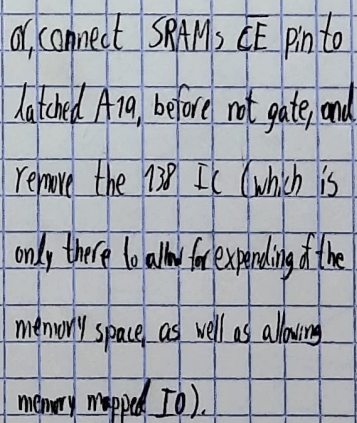 or, connect SRAMs CE pin to
latched A19, before not gate, and
remove the 138 IC (which is
only there to allow for expending of the
memory space, as well as allowing
memory mapped IO).